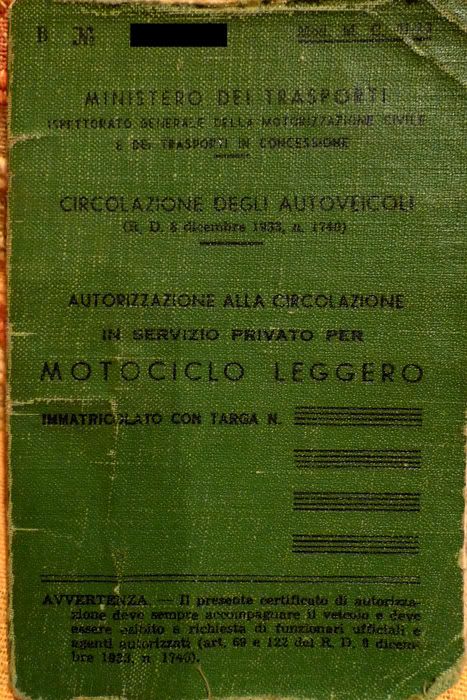 B №
Mod. M. C.
MINISTERO DEI TRASPORTI
ISPETTORATO GENERALE DELLA MOTORIZZAZIONE CIVILE
E DEI TRASPORTI IN CONCESSIONE
CIRCOLAZIONE DEGLI AUTOVEICOLI
(R. D. 8 dicembre 1933, n. 1740)
AUTORIZZAZIONE ALLA CIRCOLAZIONE
IN SERVIZIO PRIVATO PER
MOTOCICLO LEGGERO
IMMATRICOLATO CON TARGA N.
AVVERTENZA. — Il presente certificato di autorizza-
zione deve sempre accompagnare il veicolo e deve
essere esibito a richiesta di funzionari ufficiali e
agenti autorizzati (art. 69 e 122 del R. D. 8 dicem-
bre 1933, n. 1740).